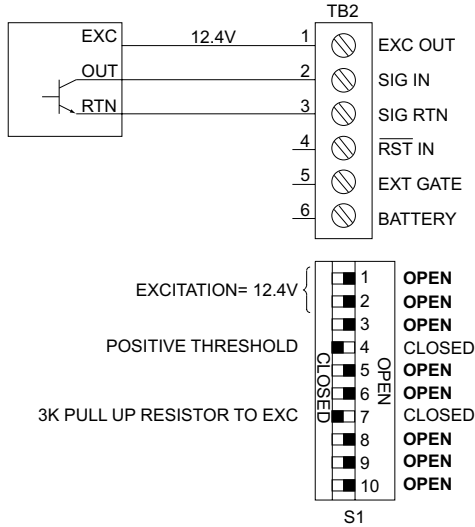 TB2
EXC 12.4V 1 EXC OUT
OUT 2 SIG IN
RTN 3 SIG RTN
4 R̅S̅T̅ IN
5 EXT GATE
6 BATTERY
EXCITATION= 12.4V
1 OPEN
2 OPEN
3 OPEN
POSITIVE THRESHOLD 4 CLOSED
5 OPEN
6 OPEN
3K PULL UP RESISTOR TO EXC 7 CLOSED
8 OPEN
9 OPEN
10 OPEN
CLOSED
OPEN
S1